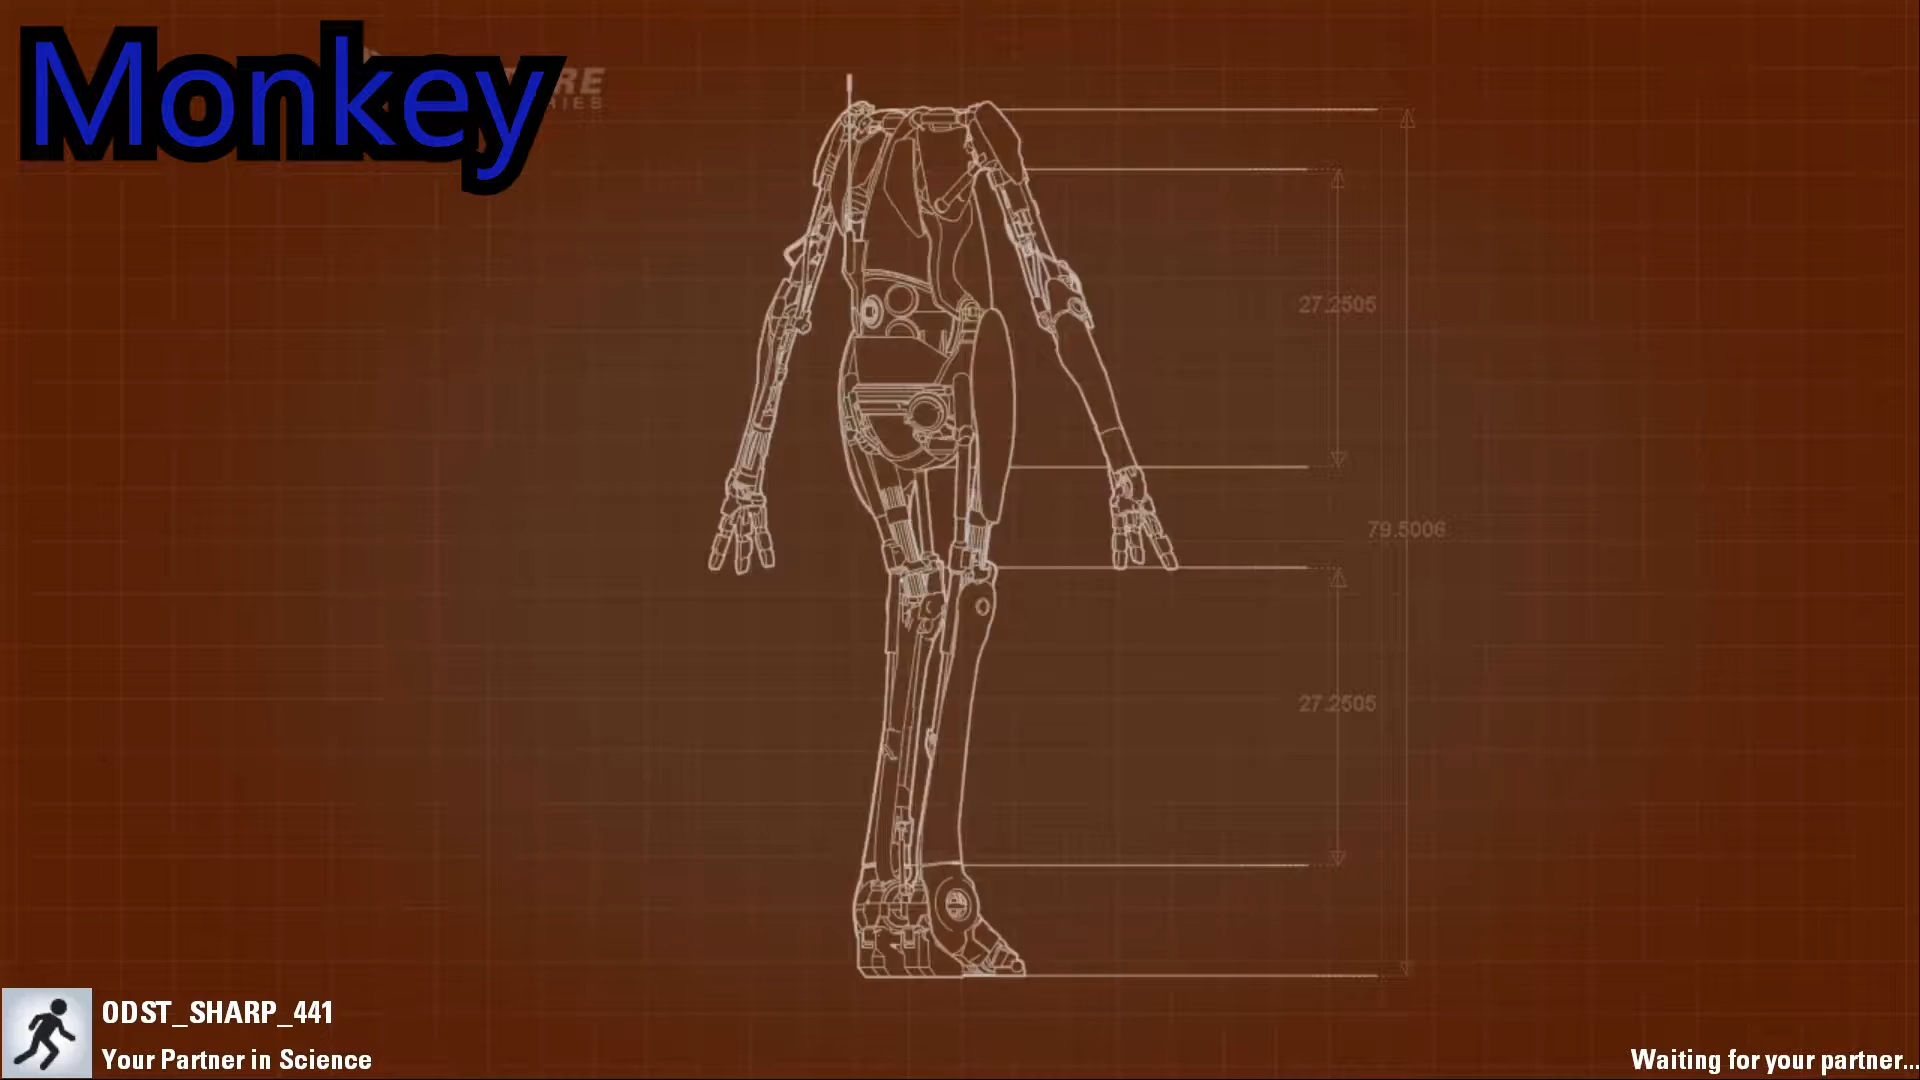 Monkey
27.2505
79.5006
27.2505
ODST_SHARP_441
Your Partner in Science
Waiting for your partner...